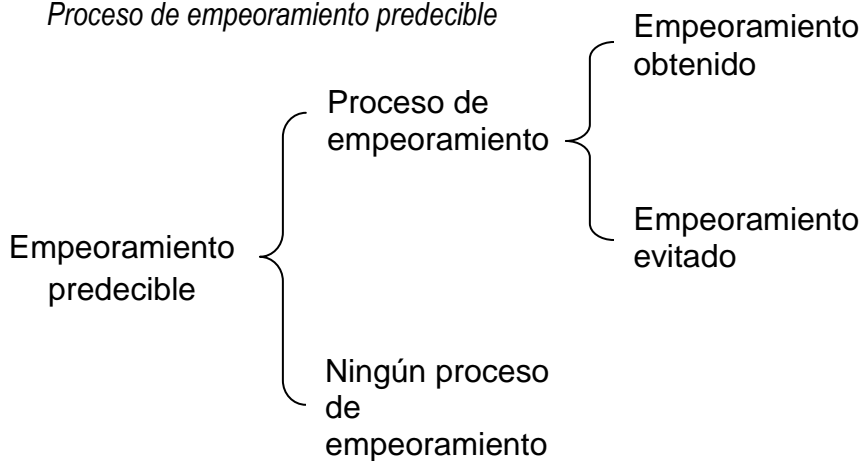 Proceso de empeoramiento predecible
Empeoramiento
obtenido
Proceso de
empeoramiento
Empeoramiento
evitado
Empeoramiento
predecible
Ningún proceso
de
empeoramiento